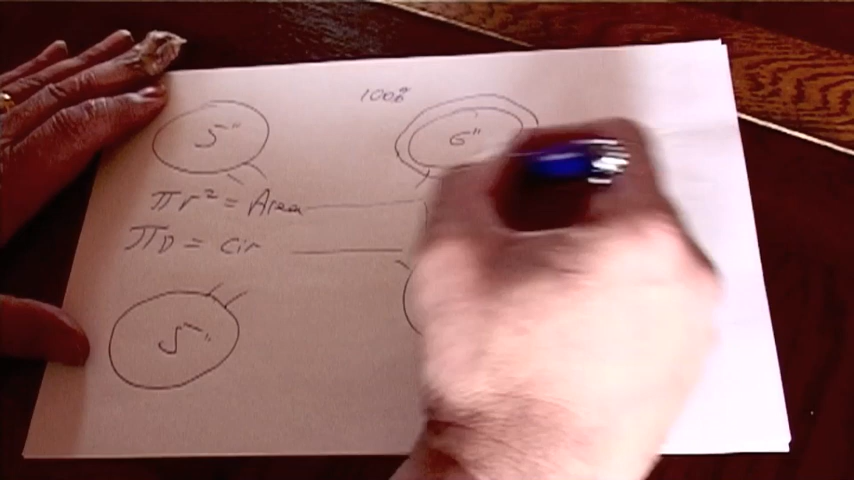 100%
5"
6"
πr² = Area
πD = cir
5"